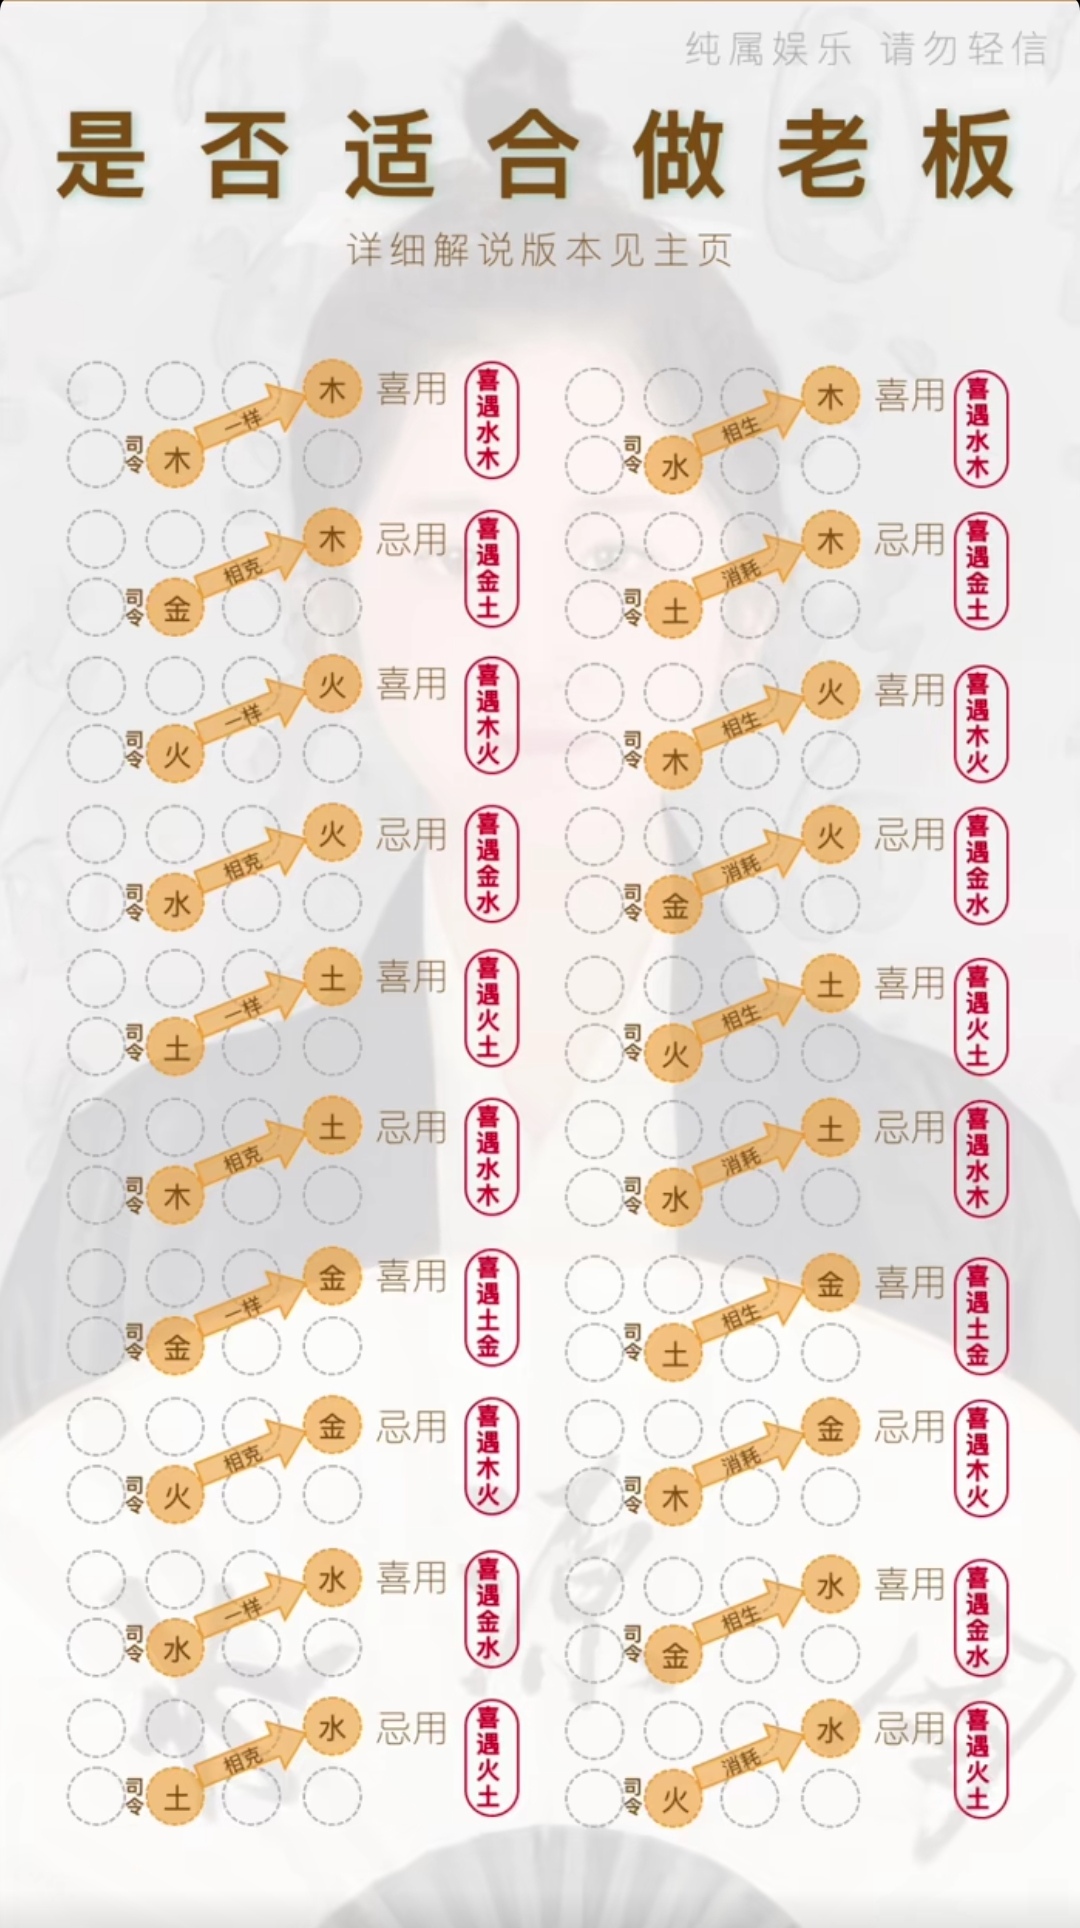 纯属娱乐 请勿轻信
是否适合做老板
详细解说版本见主页
木 喜用 喜遇水木
一样
司令 木
木 喜用 喜遇水木
相生
司令 水
木 忌用 喜遇金土
相克
司令 金
木 忌用 喜遇金土
消耗
司令 土
火 喜用 喜遇木火
一样
司令 火
火 喜用 喜遇木火
相生
司令 木
火 忌用 喜遇金水
相克
司令 水
火 忌用 喜遇金水
消耗
司令 金
土 喜用 喜遇火土
一样
司令 土
土 喜用 喜遇火土
相生
司令 火
土 忌用 喜遇水木
相克
司令 木
土 忌用 喜遇水木
消耗
司令 水
金 喜用 喜遇土金
一样
司令 金
金 喜用 喜遇土金
相生
司令 土
金 忌用 喜遇木火
相克
司令 火
金 忌用 喜遇木火
消耗
司令 木
水 喜用 喜遇金水
一样
司令 水
水 喜用 喜遇金水
相生
司令 金
水 忌用 喜遇火土
相克
司令 土
水 忌用 喜遇火土
消耗
司令 火